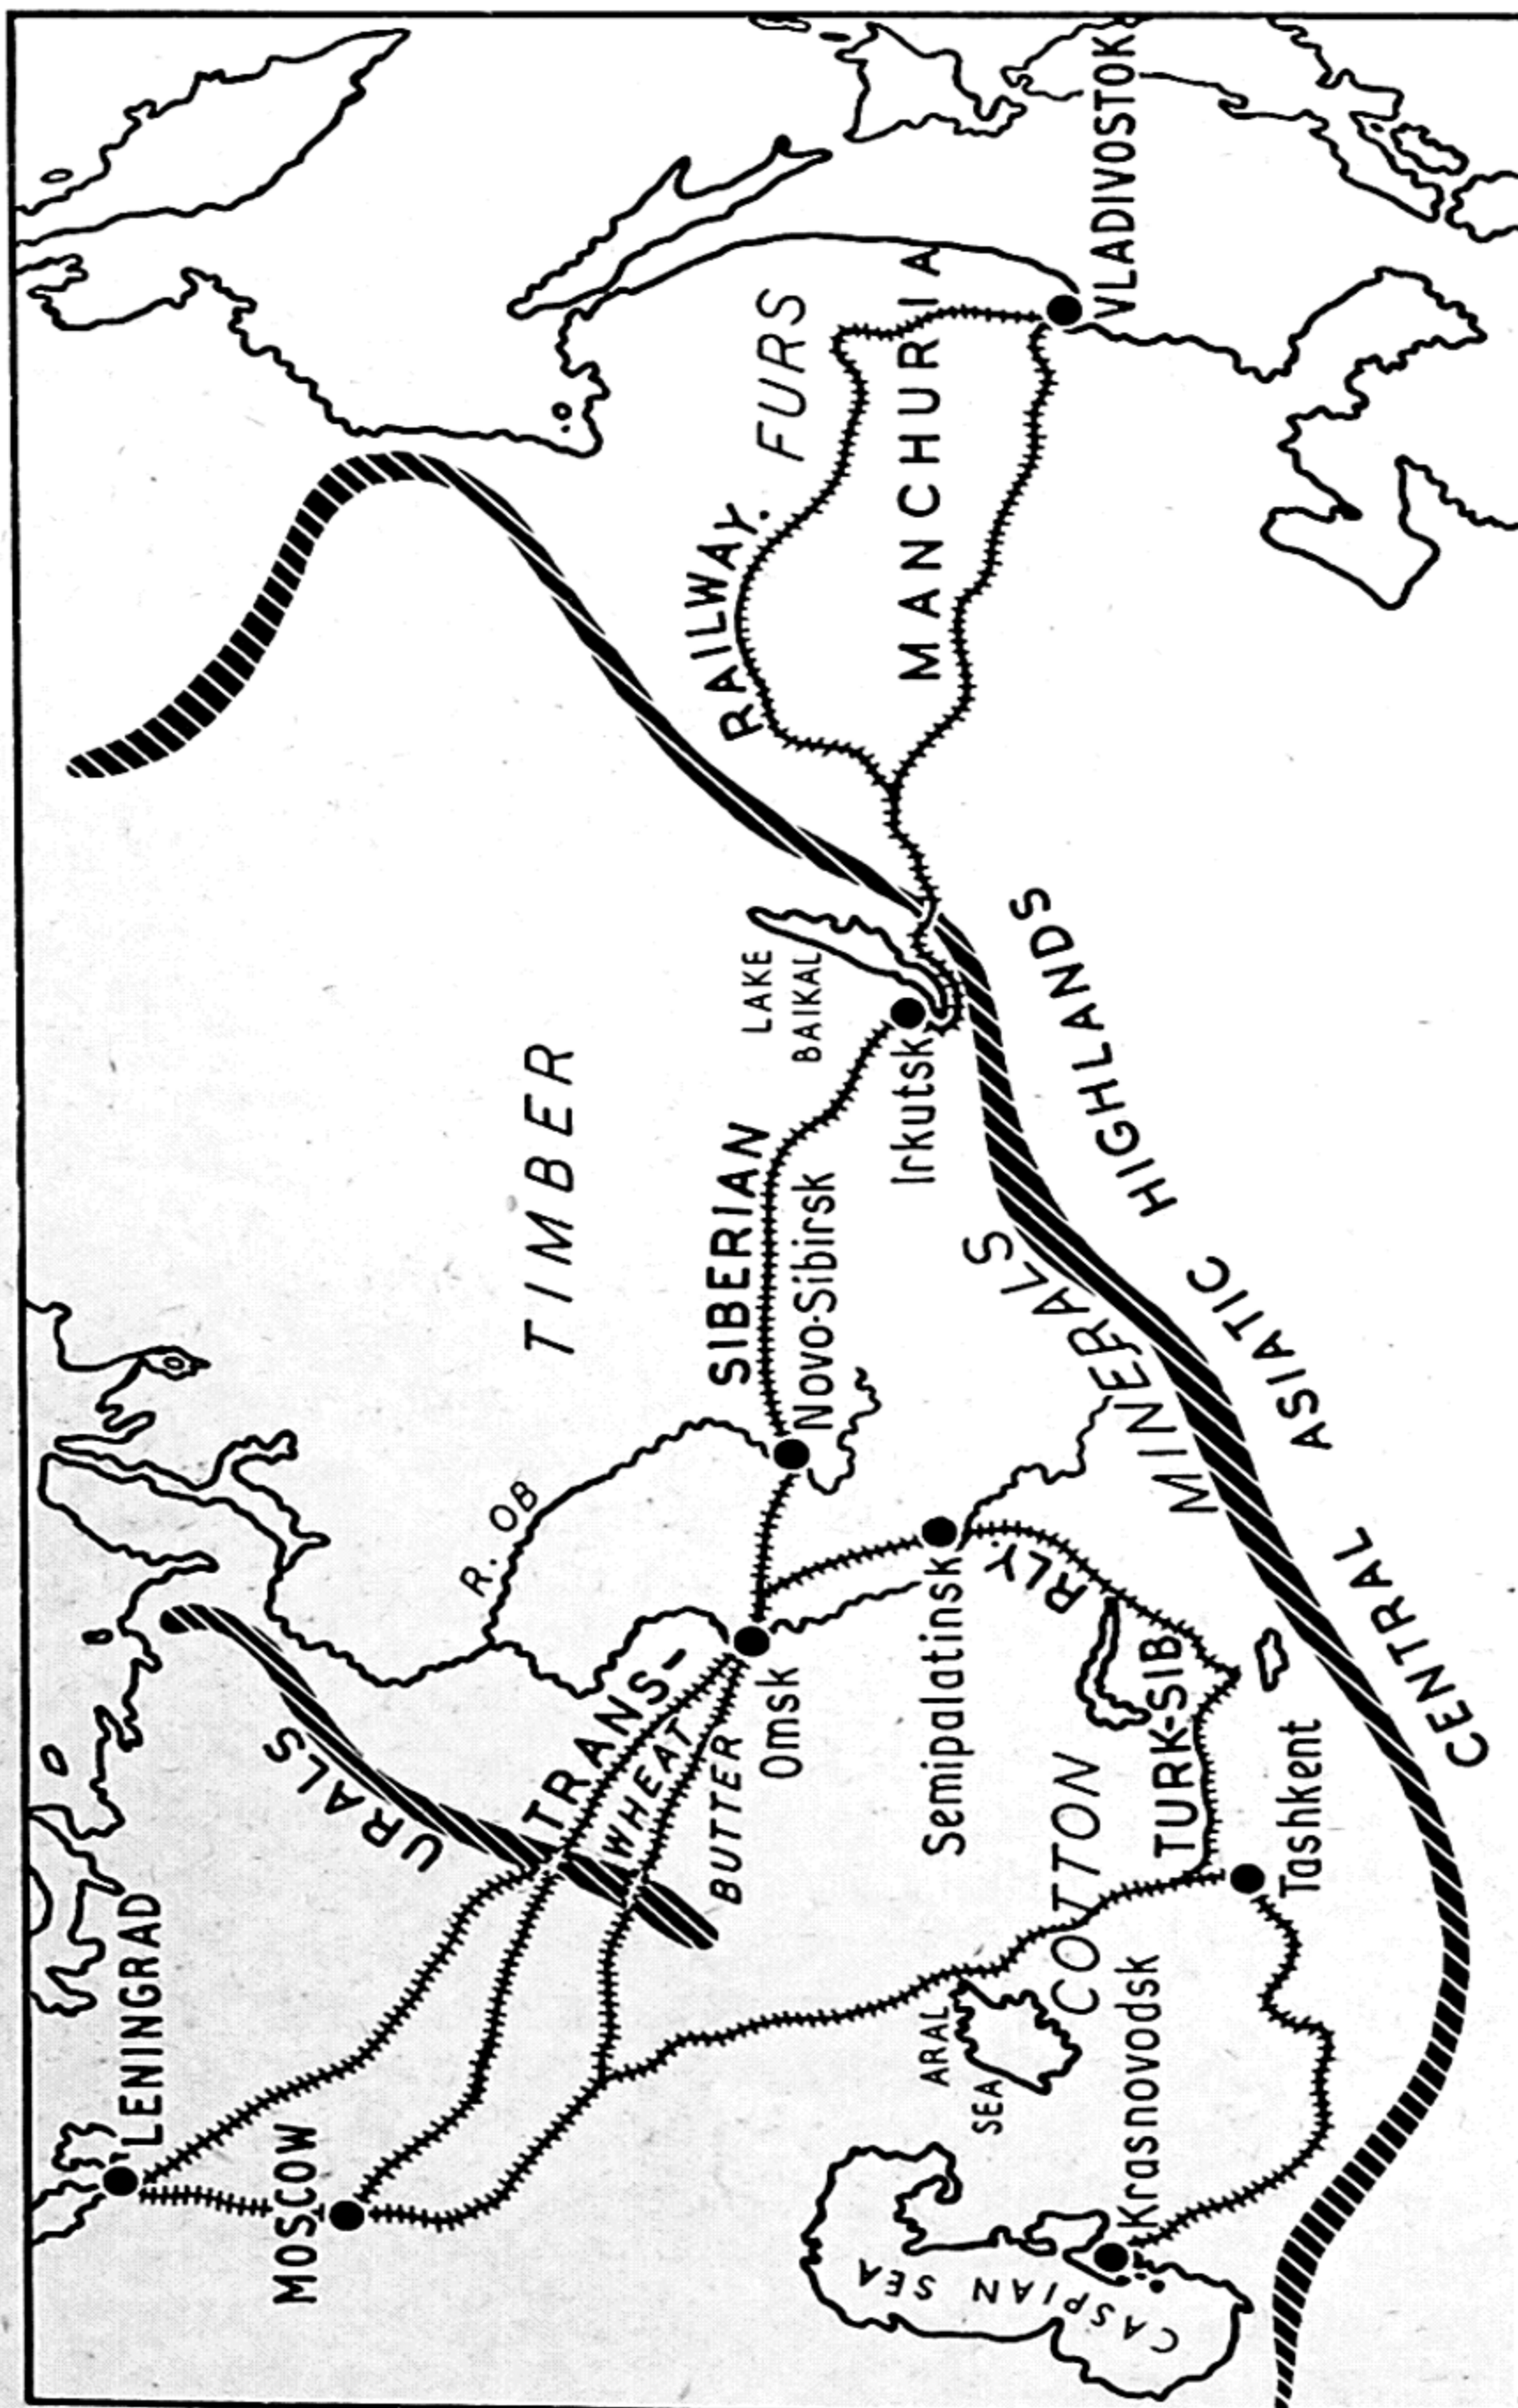 LENINGRAD
MOSCOW
URALS
R. OB
TIMBER
TRANS-
SIBERIAN
RAILWAY.
WHEAT
BUTTER
Omsk
Novo-Sibirsk
LAKE
BAIKAL
Irkutsk
FURS
MANCHURIA
VLADIVOSTOK
Semipalatinsk
TURK-SIB
RLY.
MINERALS
ARAL
SEA
COTTON
CASPIAN SEA
Krasnovodsk
Tashkent
CENTRAL
ASIATIC
HIGHLANDS